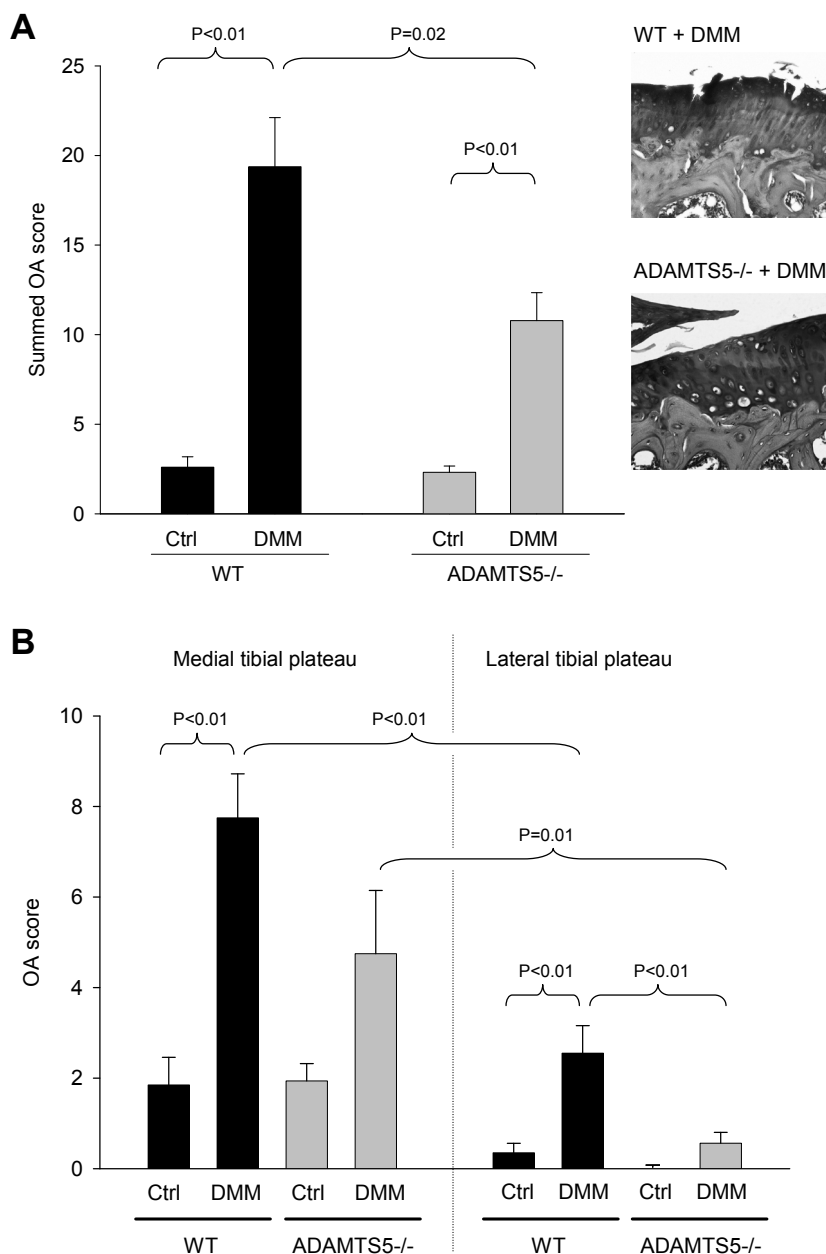 A
P<0.01
P=0.02
WT + DMM
25
20
15
10
5
0
Summed OA score
P<0.01
ADAMTS5-/- + DMM
Ctrl DMM Ctrl DMM
WT ADAMTS5-/-
B
Medial tibial plateau Lateral tibial plateau
10
8
6
4
2
0
OA score
P<0.01
P<0.01
P=0.01
P<0.01
P<0.01
Ctrl DMM Ctrl DMM Ctrl DMM Ctrl DMM
WT ADAMTS5-/- WT ADAMTS5-/-